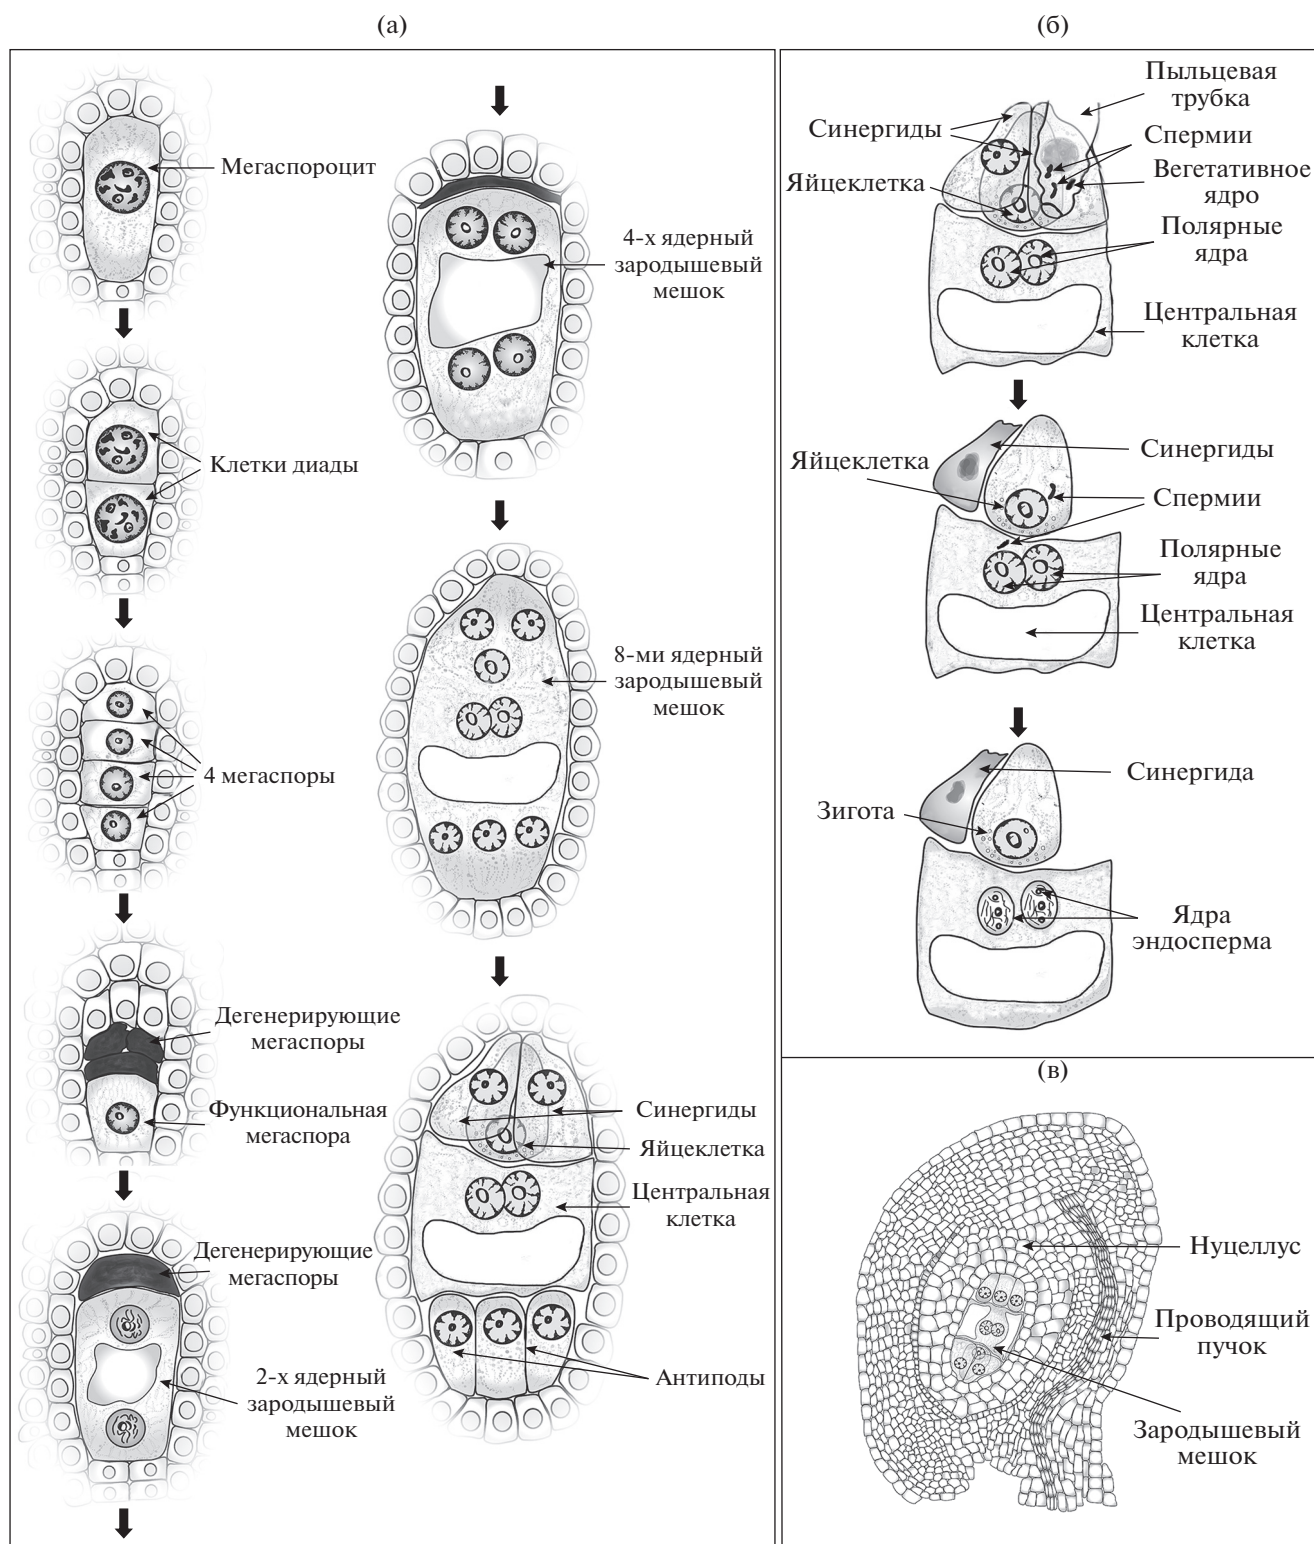 (а)
Мегаспороцит
Клетки диады
4 мегаспоры
Дегенерирующие
мегаспоры
Функциональная
мегаспора
Дегенерирующие
мегаспоры
2-х ядерный
зародышевый
мешок
4-х ядерный
зародышевый
мешок
8-ми ядерный
зародышевый
мешок
Синергиды
Яйцеклетка
Центральная
клетка
Антиподы
(б)
Пыльцевая
трубка
Синергиды
Спермии
Яйцеклетка
Вегетативное
ядро
Полярные
ядра
Центральная
клетка
Синергиды
Яйцеклетка
Спермии
Полярные
ядра
Центральная
клетка
Синергида
Зигота
Ядра
эндосперма
(в)
Нуцеллус
Проводящий
пучок
Зародышевый
мешок